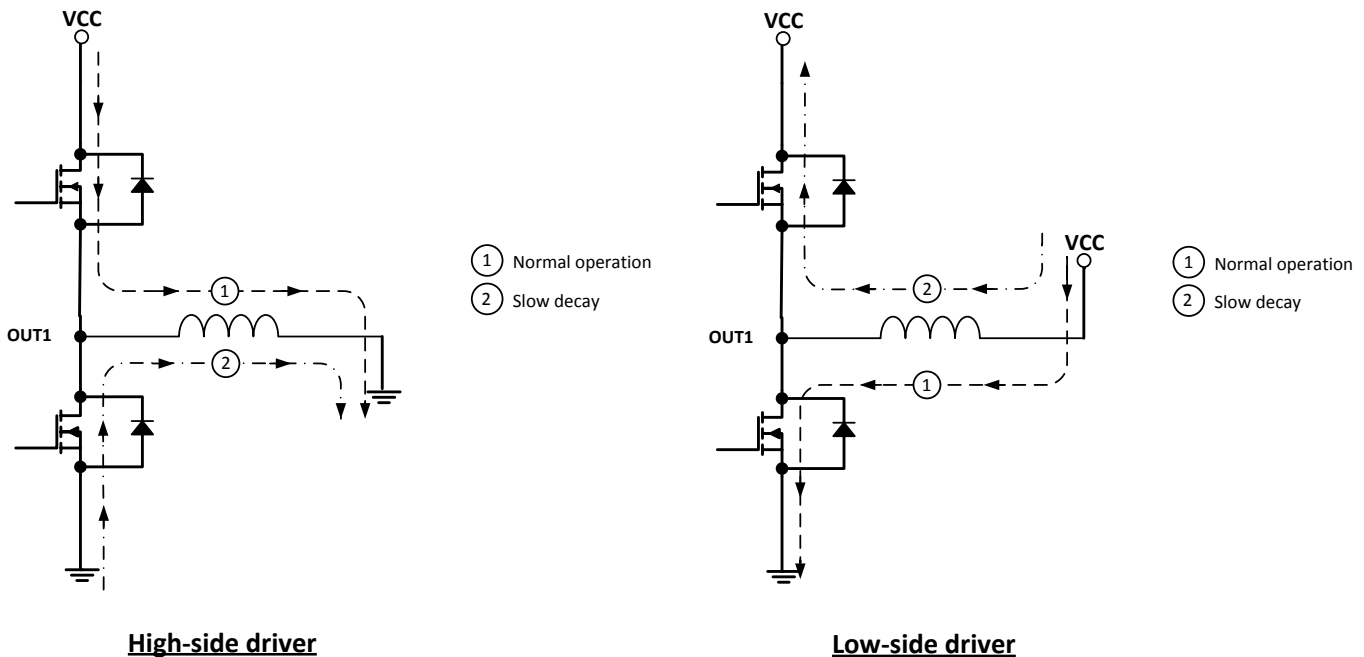 VCC
1
OUT1
2
1 Normal operation
2 Slow decay
High-side driver
VCC
2
VCC
OUT1
1
1 Normal operation
2 Slow decay
Low-side driver